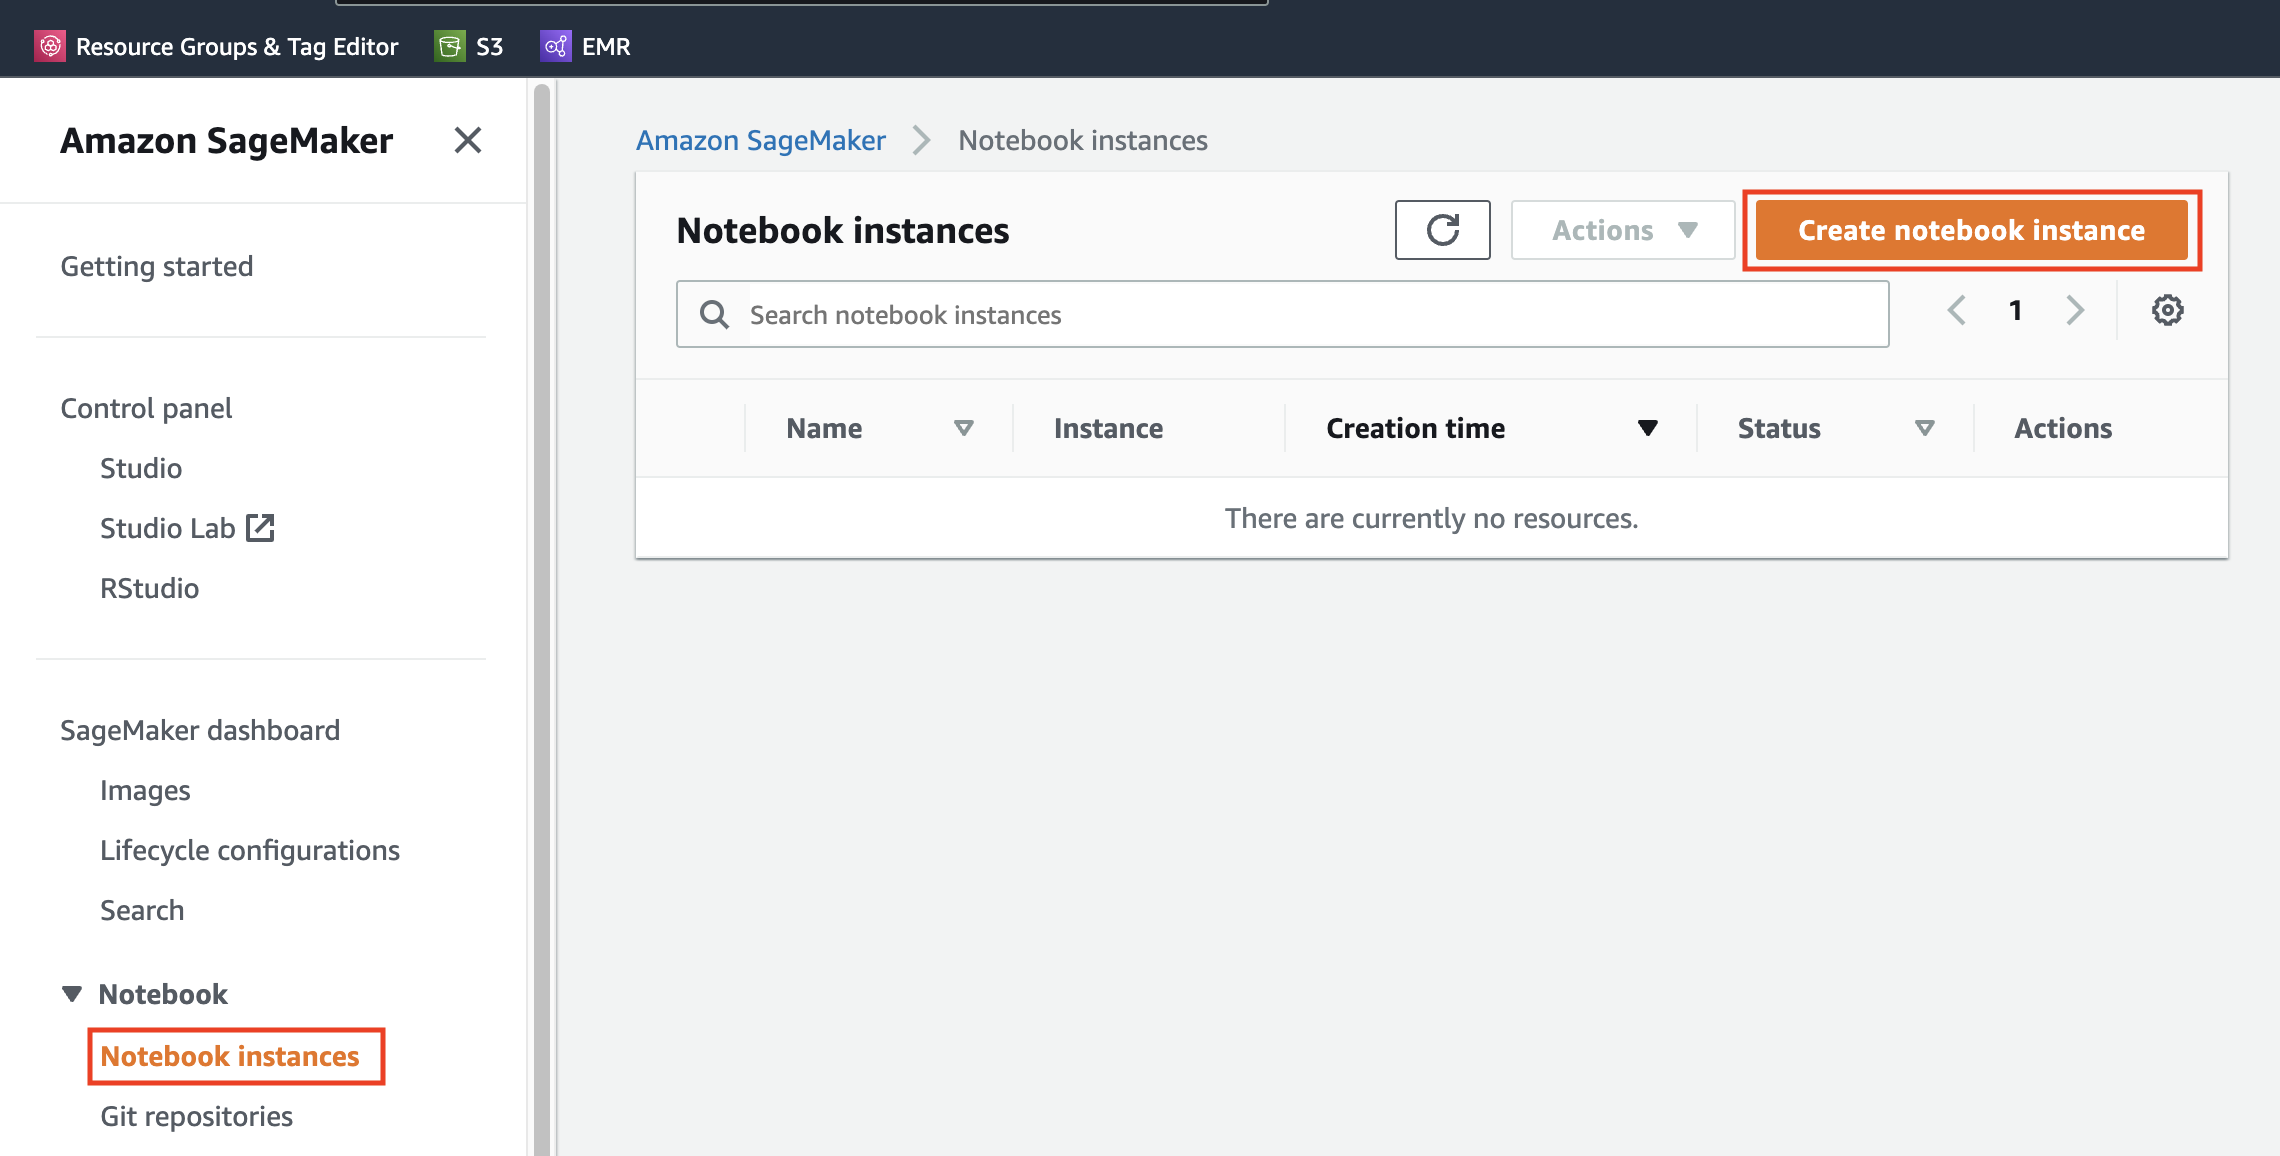 Resource Groups & Tag Editor S3 EMR
Amazon SageMaker
Getting started
Control panel
Studio
Studio Lab
RStudio
SageMaker dashboard
Images
Lifecycle configurations
Search
Notebook
Notebook instances
Git repositories
Amazon SageMaker Notebook instances
Notebook instances Actions Create notebook instance
Search notebook instances 1
Name Instance Creation time Status Actions
There are currently no resources.